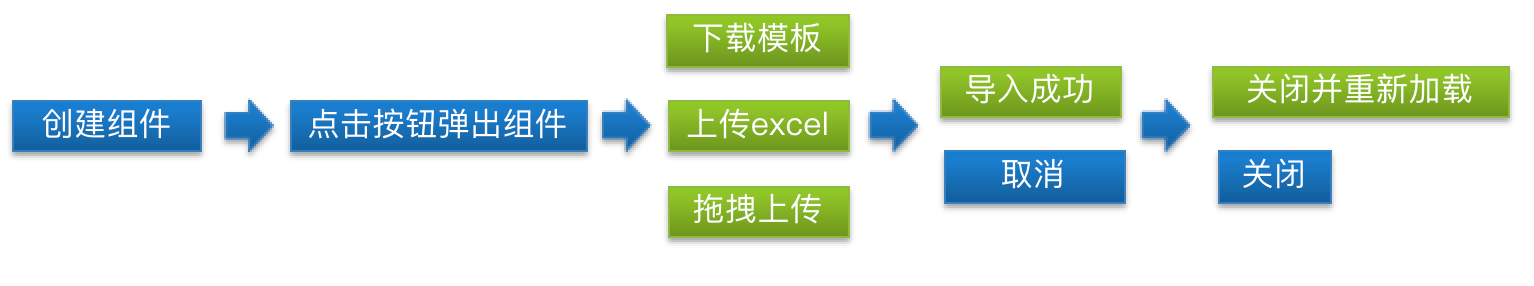 创建组件
点击按钮弹出组件
下载模板
上传excel
拖拽上传
导入成功
取消
关闭并重新加载
关闭